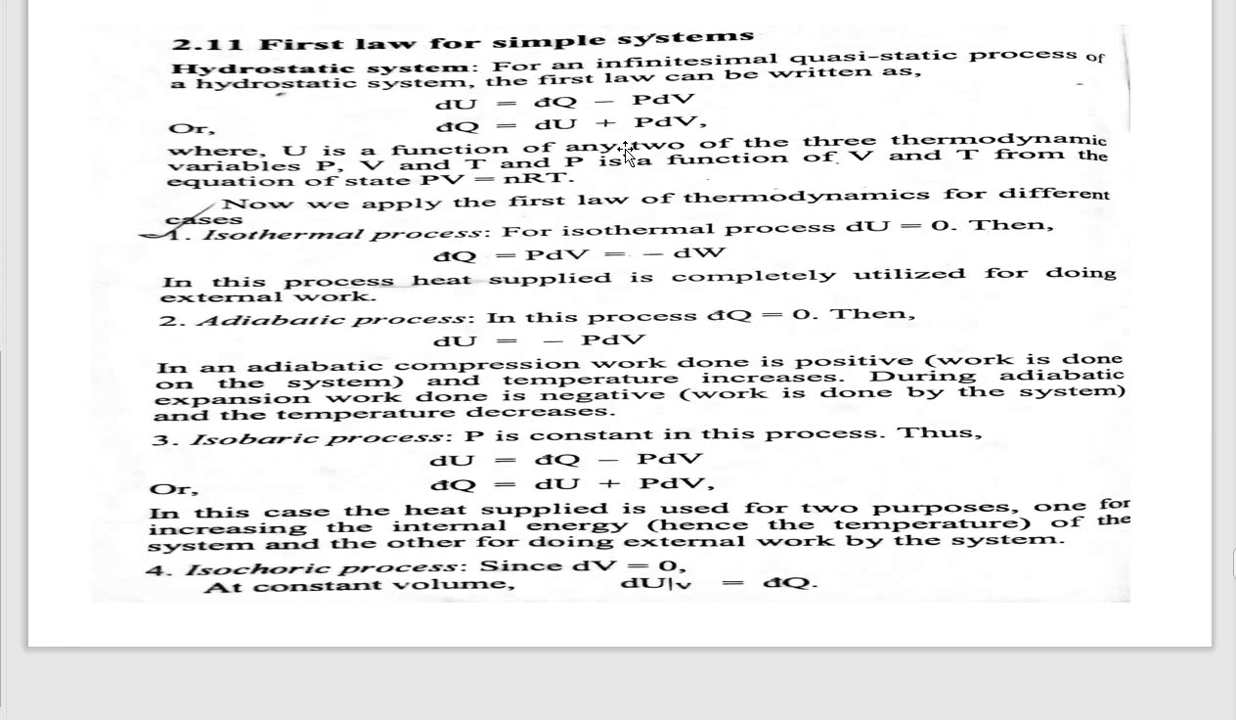 2.11 First law for simple systems
Hydrostatic system: For an infinitesimal quasi-static process of
a hydrostatic system, the first law can be written as,
dU = đQ – PdV
Or, đQ = dU + PdV,
where, U is a function of any two of the three thermodynamic
variables P, V and T and P is a function of V and T from the
equation of state PV = nRT.
Now we apply the first law of thermodynamics for different
cases
1. Isothermal process: For isothermal process dU = 0. Then,
đQ = PdV = – dW
In this process heat supplied is completely utilized for doing
external work.
2. Adiabatic process: In this process đQ = 0. Then,
dU = – PdV
In an adiabatic compression work done is positive (work is done
on the system) and temperature increases. During adiabatic
expansion work done is negative (work is done by the system)
and the temperature decreases.
3. Isobaric process: P is constant in this process. Thus,
dU = đQ – PdV
Or, đQ = dU + PdV,
In this case the heat supplied is used for two purposes, one for
increasing the internal energy (hence the temperature) of the
system and the other for doing external work by the system.
4. Isochoric process: Since dV = 0,
At constant volume, dU|v = đQ.